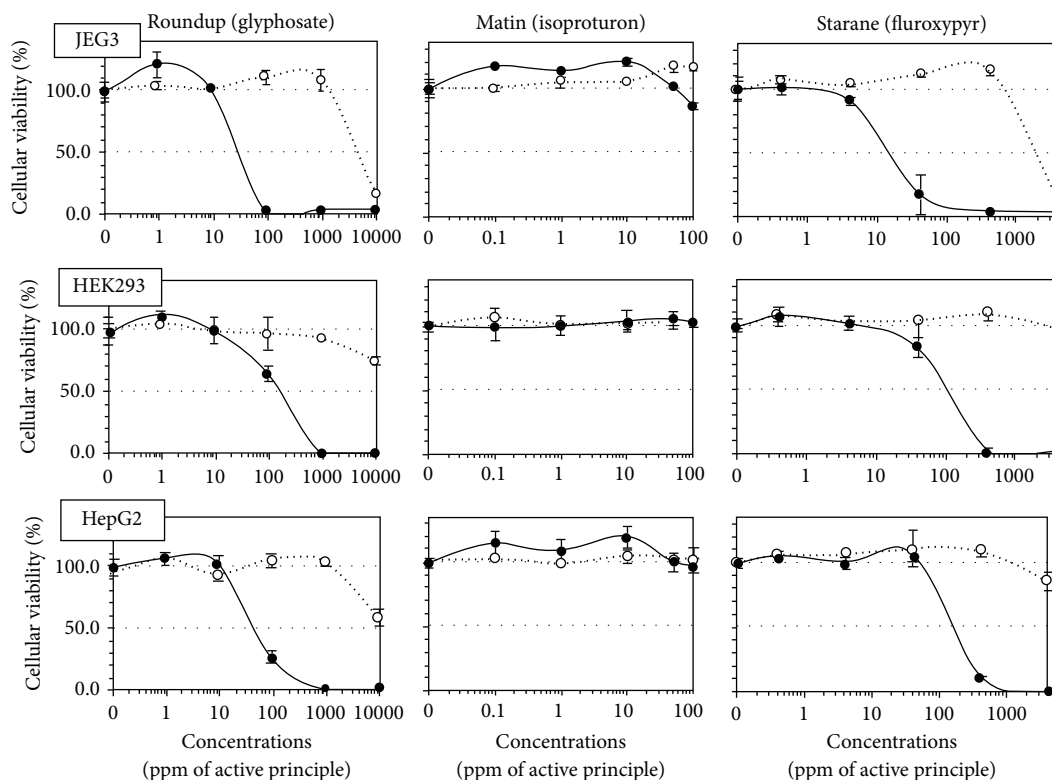 Roundup (glyphosate) Matin (isoproturon) Starane (fluroxypyr)
JEG3
Cellular viability (%)
100.0
50.0
0.0
0 1 10 100 1000 10000
0 0.1 1 10 100
0 1 10 100 1000
HEK293
Cellular viability (%)
100.0
50.0
0.0
0 1 10 100 1000 10000
0 0.1 1 10 100
0 1 10 100 1000
HepG2
Cellular viability (%)
100.0
50.0
0.0
0 1 10 100 1000 10000
0 0.1 1 10 100
0 1 10 100 1000
Concentrations Concentrations Concentrations
(ppm of active principle) (ppm of active principle) (ppm of active principle)